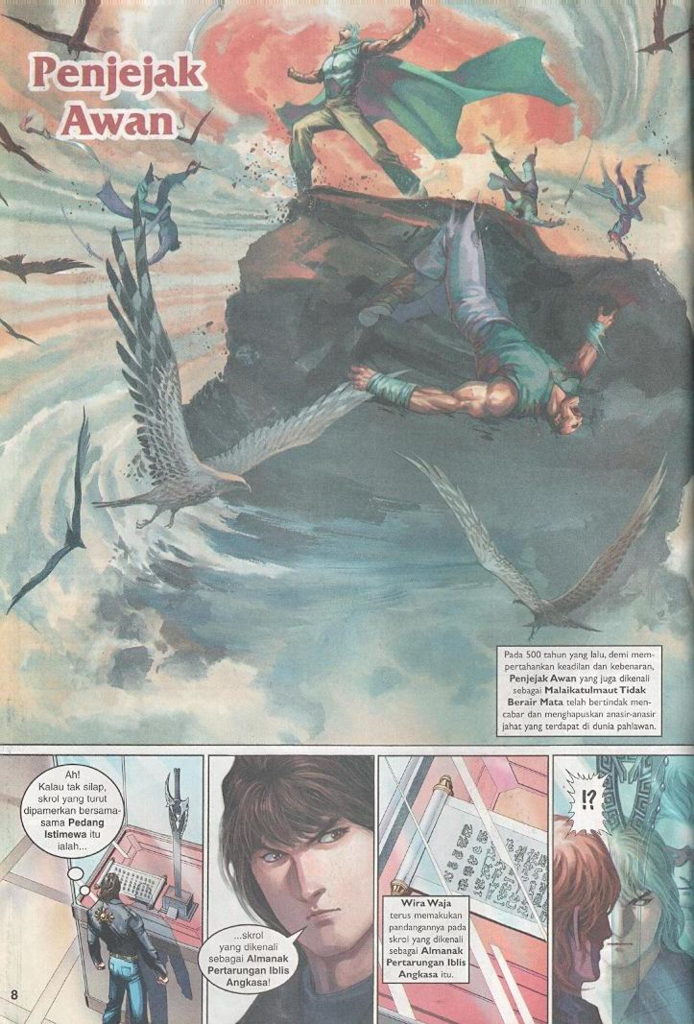 Penjejak
Awan
Pada 500 tahun yang lalu, demi mem-
pertahankan keadilan dan kebenaran,
Penjejak Awan yang juga dikenali
sebagai Malaikatulmaut Tidak
Berair Mata telah bertindak men-
cabar dan menghapuskan anasir-anasir
jahat yang terdapat di dunia pahlawan.
Ah!
Kalau tak silap,
skrol yang turut
dipamerkan bersama-
sama Pedang
Istimewa itu
ialah...
...skrol
yang dikenali
sebagai Almanak
Pertarungan Iblis
Angkasa!
Wira Waja
terus memakukan
pandangannya pada
skrol yang dikenali
sebagai Almanak
Pertarungan Iblis
Angkasa itu.
!?
8